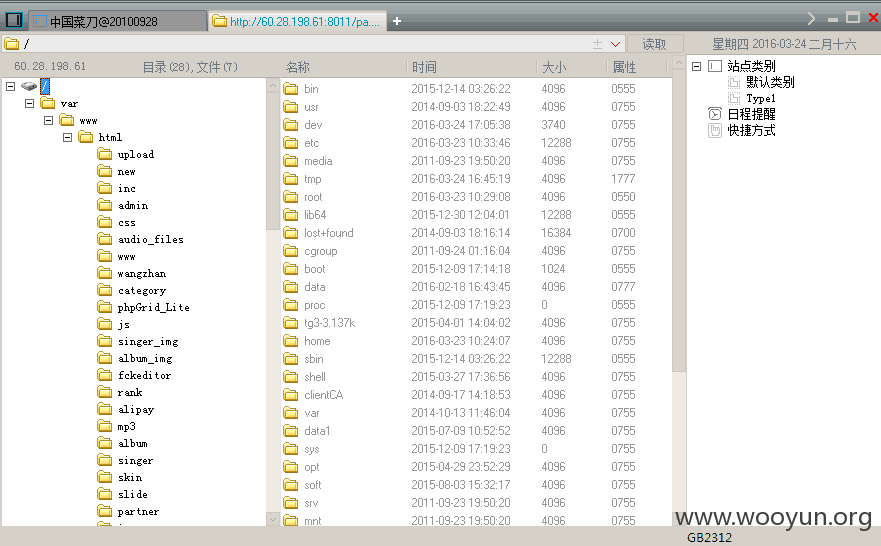 中国菜刀@20100928
http://60.28.198.61:8011/pa....
+
/
读取
星期四 2016-03-24 二月十六
60.28.198.61
目录(28),文件(7)
名称 时间 大小 属性
/
var
www
html
upload
new
inc
admin
css
audio_files
www
wangzhan
category
phpGrid_Lite
js
singer_img
album_img
fckeditor
rank
alipay
mp3
album
singer
skin
slide
partner
bin 2015-12-14 03:26:22 4096 0555
usr 2014-09-03 18:22:49 4096 0755
dev 2016-03-24 17:05:38 3740 0755
etc 2016-03-23 10:33:46 12288 0755
media 2011-09-23 19:50:20 4096 0755
tmp 2016-03-24 16:45:19 4096 1777
root 2016-03-23 10:29:08 4096 0550
lib64 2015-12-30 12:04:01 12288 0555
lost+found 2014-09-03 18:16:14 16384 0700
cgroup 2011-09-24 01:16:04 4096 0755
boot 2015-12-09 17:14:18 1024 0555
data 2016-02-18 16:43:45 4096 0777
proc 2015-12-09 17:19:23 0 0555
tg3-3.137k 2015-04-01 14:04:02 4096 0755
home 2016-03-23 10:24:07 4096 0755
sbin 2015-12-14 03:26:22 12288 0555
shell 2015-03-27 17:36:56 4096 0755
clientCA 2014-09-17 14:18:53 4096 0755
var 2014-10-13 11:46:04 4096 0755
data1 2015-07-09 10:52:52 4096 0755
sys 2015-12-09 17:19:23 0 0755
opt 2015-04-29 23:52:29 4096 0755
soft 2015-08-03 15:32:17 4096 0755
srv 2011-09-23 19:50:20 4096 0755
mnt 2011-09-23 19:50:20 4096 0755
站点类别
默认类别
Type1
日程提醒
快捷方式
www.wooyun.org
GB2312